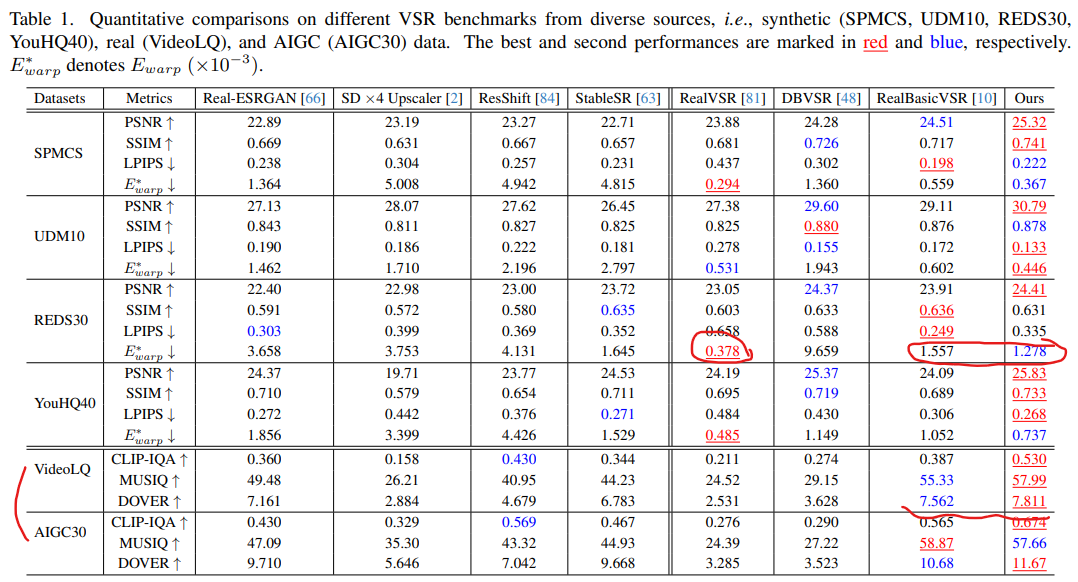 Table 1. Quantitative comparisons on different VSR benchmarks from diverse sources, i.e., synthetic (SPMCS, UDM10, REDS30,
YouHQ40), real (VideoLQ), and AIGC (AIGC30) data. The best and second performances are marked in red and blue, respectively.
E*warp denotes Ewarp (×10−3).
Datasets Metrics Real-ESRGAN [66] SD ×4 Upscaler [2] ResShift [84] StableSR [63] RealVSR [81] DBVSR [48] RealBasicVSR [10] Ours
SPMCS PSNR ↑ 22.89 23.19 23.27 22.71 23.88 24.28 24.51 25.32
SSIM ↑ 0.669 0.631 0.667 0.657 0.681 0.726 0.717 0.741
LPIPS ↓ 0.238 0.304 0.257 0.231 0.437 0.302 0.198 0.222
E*warp ↓ 1.364 5.008 4.942 4.815 0.294 1.360 0.559 0.367
UDM10 PSNR ↑ 27.13 28.07 27.62 26.45 27.38 29.60 29.11 30.79
SSIM ↑ 0.843 0.811 0.827 0.825 0.825 0.880 0.876 0.878
LPIPS ↓ 0.190 0.186 0.222 0.181 0.278 0.155 0.172 0.133
E*warp ↓ 1.462 1.710 2.196 2.797 0.531 1.943 0.602 0.446
REDS30 PSNR ↑ 22.40 22.98 23.00 23.72 23.05 24.37 23.91 24.41
SSIM ↑ 0.591 0.572 0.580 0.635 0.603 0.633 0.636 0.631
LPIPS ↓ 0.303 0.399 0.369 0.352 0.658 0.588 0.249 0.335
E*warp ↓ 3.658 3.753 4.131 1.645 0.378 9.659 1.557 1.278
YouHQ40 PSNR ↑ 24.37 19.71 23.77 24.53 24.19 25.37 24.09 25.83
SSIM ↑ 0.710 0.579 0.654 0.711 0.695 0.719 0.689 0.733
LPIPS ↓ 0.272 0.442 0.376 0.271 0.484 0.430 0.306 0.268
E*warp ↓ 1.856 3.399 4.426 1.529 0.485 1.149 1.052 0.737
VideoLQ CLIP-IQA ↑ 0.360 0.158 0.430 0.344 0.211 0.274 0.387 0.530
MUSIQ ↑ 49.48 26.21 40.95 44.23 24.52 29.15 55.33 57.99
DOVER ↑ 7.161 2.884 4.679 6.783 2.531 3.628 7.562 7.811
AIGC30 CLIP-IQA ↑ 0.430 0.329 0.569 0.467 0.276 0.290 0.565 0.674
MUSIQ ↑ 47.09 35.30 43.32 44.93 24.39 27.22 58.87 57.66
DOVER ↑ 9.710 5.646 7.042 9.668 3.285 3.523 10.68 11.67